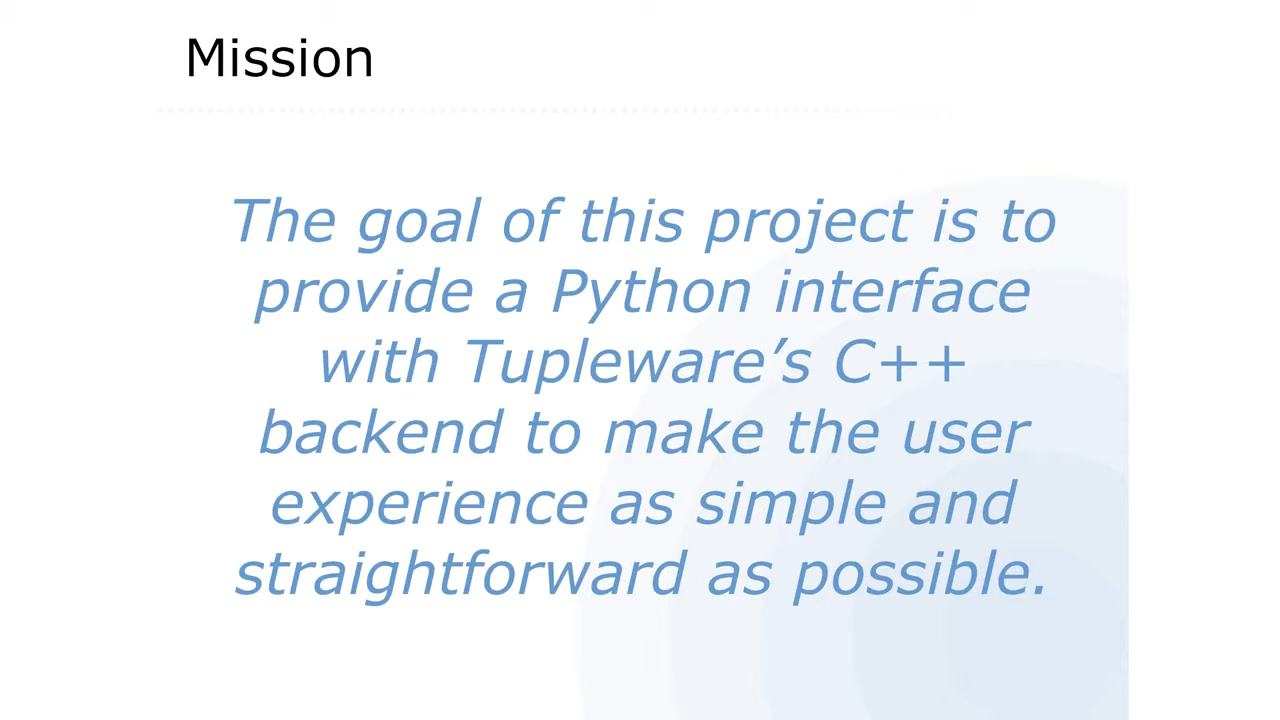 Mission
The goal of this project is to
provide a Python interface
with Tupleware’s C++
backend to make the user
experience as simple and
straightforward as possible.